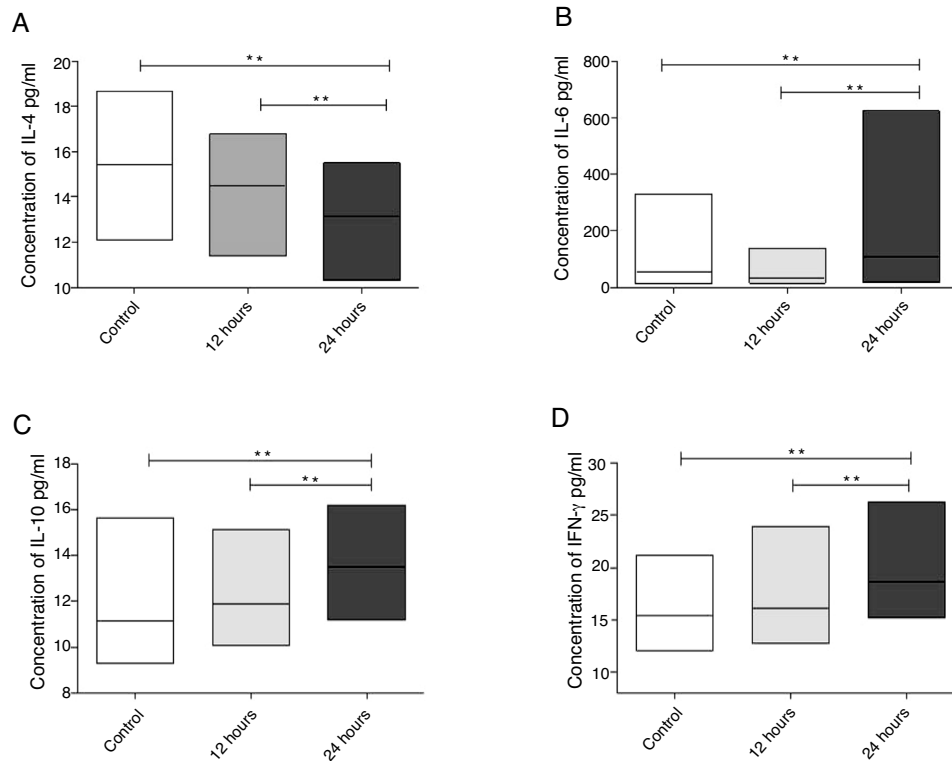 A
Concentration of IL-4 pg/ml
20
18
16
14
12
10
* *
* *
Control
12 hours
24 hours
B
Concentration of IL-6 pg/ml
800
600
400
200
0
* *
* *
Control
12 hours
24 hours
C
Concentration of IL-10 pg/ml
18
16
14
12
10
8
* *
* *
Control
12 hours
24 hours
D
Concentration of IFN-γ pg/ml
30
25
20
15
10
* *
* *
Control
12 hours
24 hours